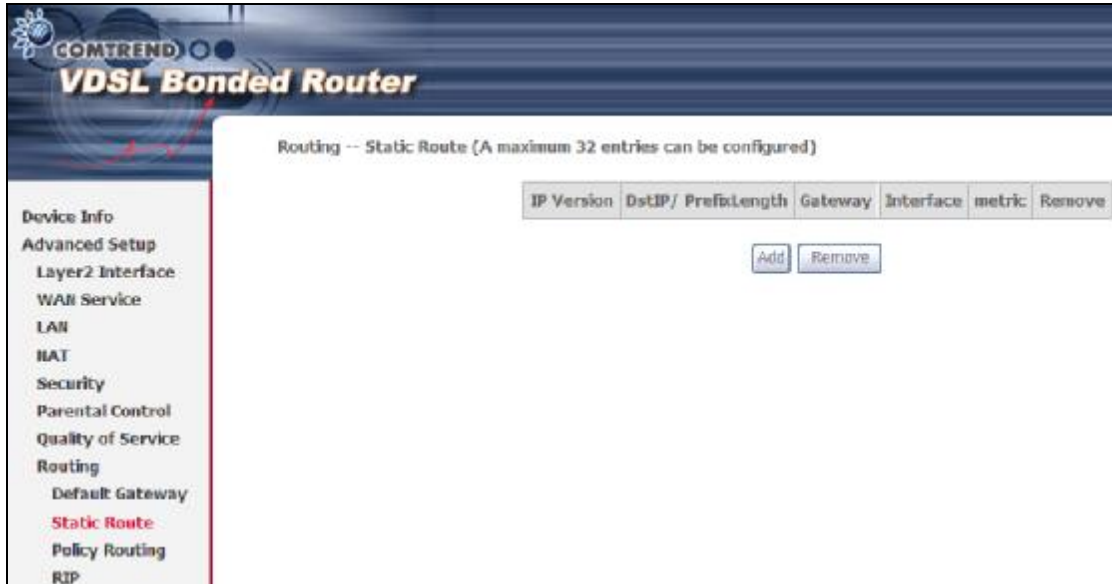 COMTREND
VDSL Bonded Router
Routing -- Static Route (A maximum 32 entries can be configured)
IP Version DstIP/ PrefixLength Gateway Interface metric Remove
Add Remove
Device Info
Advanced Setup
Layer2 Interface
WAN Service
LAN
NAT
Security
Parental Control
Quality of Service
Routing
Default Gateway
Static Route
Policy Routing
RIP